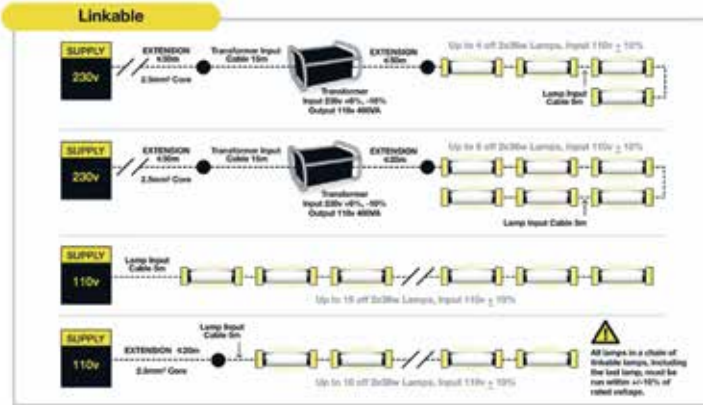 Linkable
SUPPLY
230v
EXTENSION
≤50m
2.5mm² Core
Transformer Input
Cable 15m
Transformer
Input 230v +6%, -10%
Output 110v 400VA
EXTENSION
≤50m
Up to 4 off 2x36w Lamps, Input 110v ± 10%
Lamp Input
Cable 5m
SUPPLY
230v
EXTENSION
2.5mm² Core
Transformer Input
Cable 15m
Transformer
Input 230v +6%, -10%
Output 110v 400VA
EXTENSION
≤20m
Up to 6 off 2x36w Lamps, Input 110v ± 10%
Lamp Input Cable 5m
SUPPLY
110v
Lamp Input
Cable 5m
Up to 15 off 2x36w Lamps, Input 110v ± 10%
SUPPLY
110v
EXTENSION ≤20m
2.5mm² Core
Lamp Input
Cable 5m
Up to 10 off 2x36w Lamps, Input 110v ± 10%
All lamps in a chain of
linkable lamps, including
the last lamp, must be
run within +/-10% of
rated voltage.